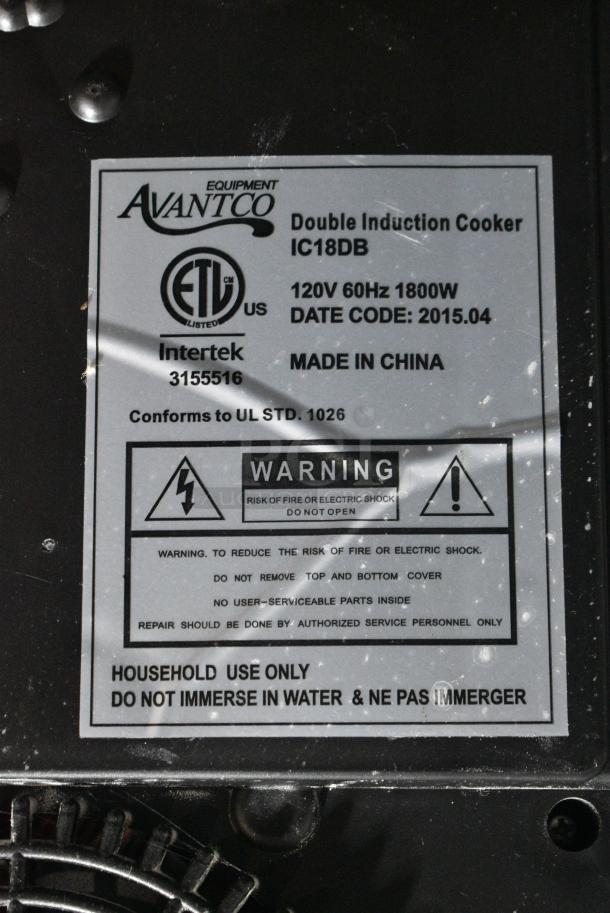 EQUIPMENT
AVANTCO
Double Induction Cooker
IC18DB
ETL CM
LISTED
US
120V 60Hz 1800W
DATE CODE: 2015.04
Intertek
3155516
MADE IN CHINA
Conforms to UL STD. 1026
WARNING
RISK OF FIRE OR ELECTRIC SHOCK
DO NOT OPEN
WARNING. TO REDUCE THE RISK OF FIRE OR ELECTRIC SHOCK.
DO NOT REMOVE TOP AND BOTTOM COVER
NO USER-SERVICEABLE PARTS INSIDE
REPAIR SHOULD BE DONE BY AUTHORIZED SERVICE PERSONNEL ONLY
HOUSEHOLD USE ONLY
DO NOT IMMERSE IN WATER & NE PAS IMMERGER